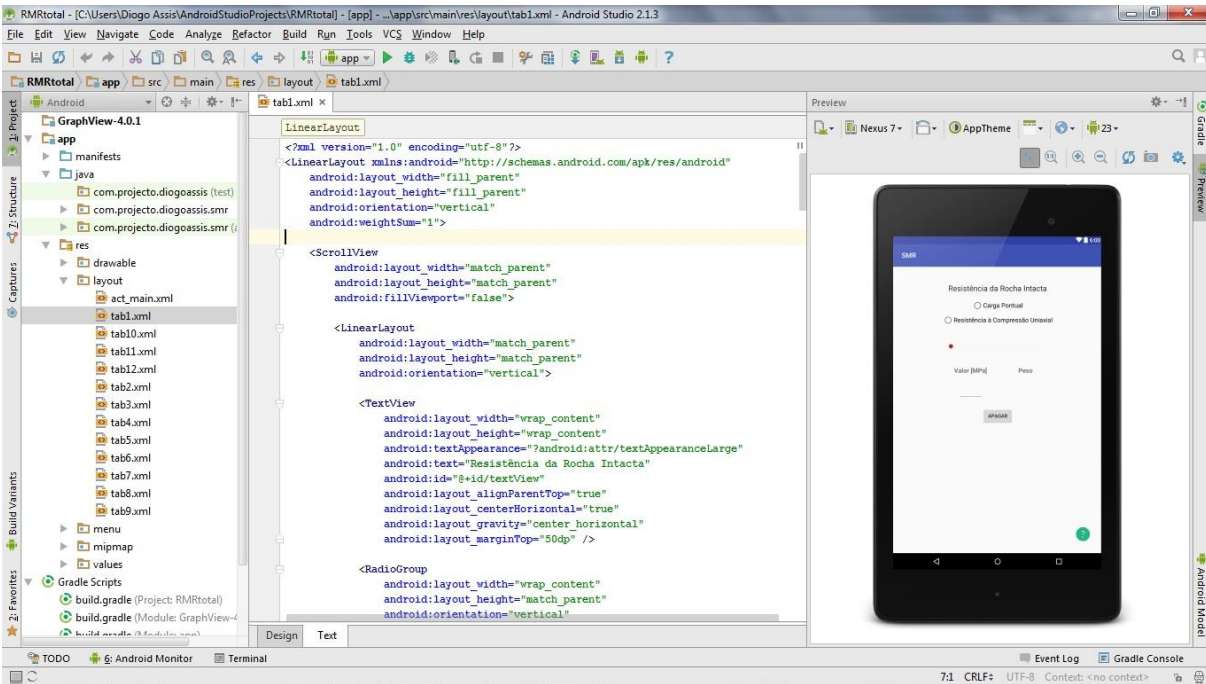 RMRtotal - [C:\Users\Diogo Assis\AndroidStudioProjects\RMRtotal] - [app] - ...\app\src\main\res\layout\tab1.xml - Android Studio 2.1.3
File Edit View Navigate Code Analyze Refactor Build Run Tools VCS Window Help
app
RMRtotal app src main res layout tab1.xml
1: Project
Z: Structure
Captures
Build Variants
2: Favorites
Android
GraphView-4.0.1
app
manifests
java
com.projecto.diogoassis (test)
com.projecto.diogoassis.smr
com.projecto.diogoassis.smr (a
res
drawable
layout
act_main.xml
tab1.xml
tab10.xml
tab11.xml
tab12.xml
tab2.xml
tab3.xml
tab4.xml
tab5.xml
tab6.xml
tab7.xml
tab8.xml
tab9.xml
menu
mipmap
values
Gradle Scripts
build.gradle (Project: RMRtotal)
build.gradle (Module: GraphView-4
build.gradle (Module: app)
tab1.xml ×
LinearLayout
<?xml version="1.0" encoding="utf-8"?>
<LinearLayout xmlns:android="http://schemas.android.com/apk/res/android"
android:layout_width="fill_parent"
android:layout_height="fill_parent"
android:orientation="vertical"
android:weightSum="1">
<ScrollView
android:layout_width="match_parent"
android:layout_height="match_parent"
android:fillViewport="false">
<LinearLayout
android:layout_width="match_parent"
android:layout_height="match_parent"
android:orientation="vertical">
<TextView
android:layout_width="wrap_content"
android:layout_height="wrap_content"
android:textAppearance="?android:attr/textAppearanceLarge"
android:text="Resistência da Rocha Intacta"
android:id="@+id/textView"
android:layout_alignParentTop="true"
android:layout_centerHorizontal="true"
android:layout_gravity="center_horizontal"
android:layout_marginTop="50dp" />
<RadioGroup
android:layout_width="wrap_content"
android:layout_height="match_parent"
android:orientation="vertical"
Design Text
Preview
Nexus 7 AppTheme 23
6:00
SMR
Resistência da Rocha Intacta
Carga Pontual
Resistência à Compressão Uniaxial
Valor [MPa] Peso
APAGAR
?
Gradle
Preview
Android Model
TODO 6: Android Monitor Terminal Event Log Gradle Console
7:1 CRLF UTF-8 Context: <no context>